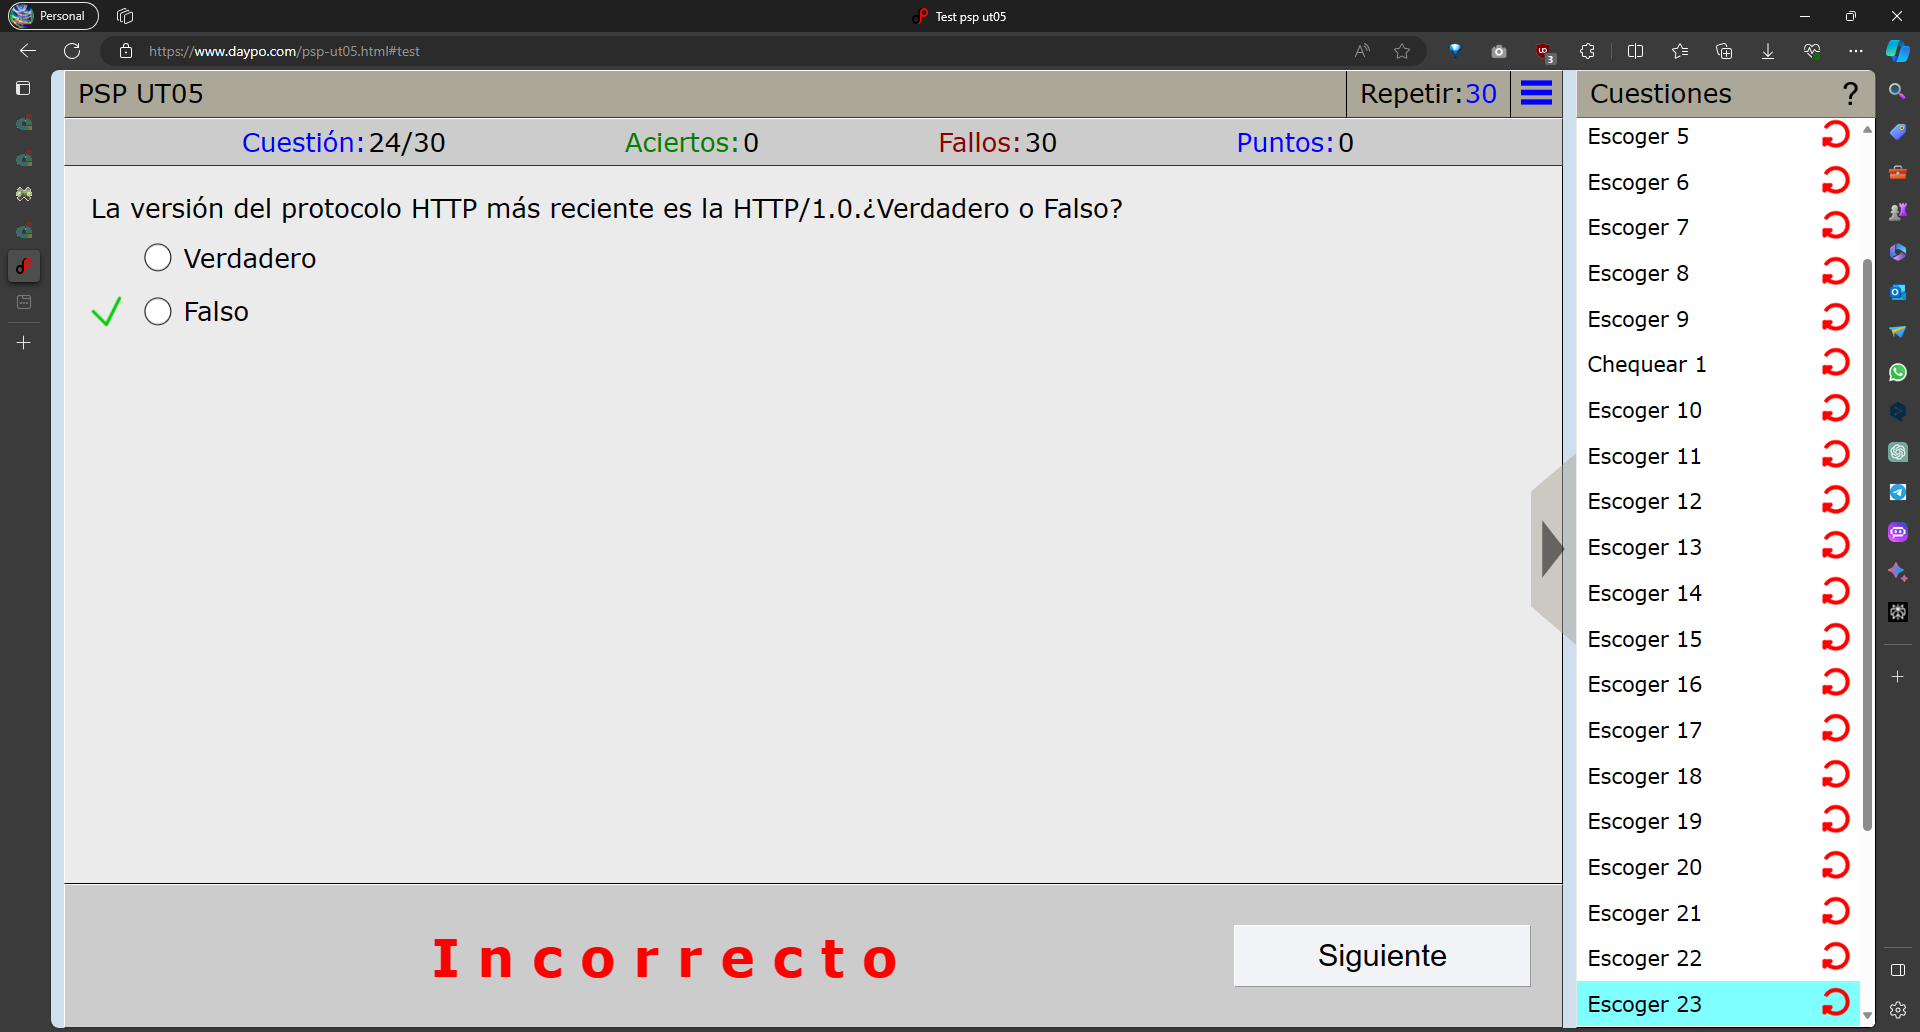 Personal
Test psp ut05
https://www.daypo.com/psp-ut05.html#test
3
PSP UT05
Repetir:30
Cuestiones ?
Cuestión:24/30 Aciertos:0 Fallos:30 Puntos:0
La versión del protocolo HTTP más reciente es la HTTP/1.0.¿Verdadero o Falso?
Verdadero
Falso
Incorrecto
Siguiente
Escoger 5
Escoger 6
Escoger 7
Escoger 8
Escoger 9
Chequear 1
Escoger 10
Escoger 11
Escoger 12
Escoger 13
Escoger 14
Escoger 15
Escoger 16
Escoger 17
Escoger 18
Escoger 19
Escoger 20
Escoger 21
Escoger 22
Escoger 23